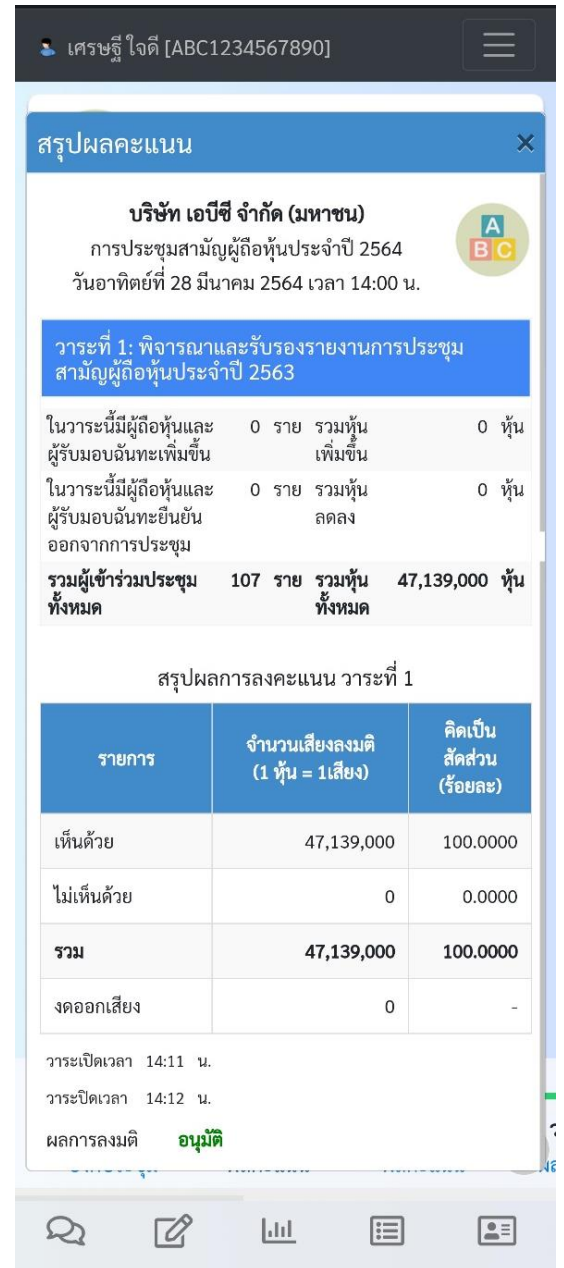 เศรษฐี ใจดี [ABC1234567890]
สรุปผลคะแนน ×
บริษัท เอบีซี จำกัด (มหาชน)
การประชุมสามัญผู้ถือหุ้นประจำปี 2564
วันอาทิตย์ที่ 28 มีนาคม 2564 เวลา 14:00 น.
A
B C
วาระที่ 1: พิจารณาและรับรองรายงานการประชุม
สามัญผู้ถือหุ้นประจำปี 2563
ในวาระนี้มีผู้ถือหุ้นและ 0 ราย รวมหุ้น 0 หุ้น
ผู้รับมอบฉันทะเพิ่มขึ้น เพิ่มขึ้น
ในวาระนี้มีผู้ถือหุ้นและ 0 ราย รวมหุ้น 0 หุ้น
ผู้รับมอบฉันทะยืนยัน ลดลง
ออกจากการประชุม
รวมผู้เข้าร่วมประชุม 107 ราย รวมหุ้น 47,139,000 หุ้น
ทั้งหมด ทั้งหมด
สรุปผลการลงคะแนน วาระที่ 1
รายการ จำนวนเสียงลงมติ คิดเป็น
(1 หุ้น = 1เสียง) สัดส่วน
(ร้อยละ)
เห็นด้วย 47,139,000 100.0000
ไม่เห็นด้วย 0 0.0000
รวม 47,139,000 100.0000
งดออกเสียง 0 -
วาระเปิดเวลา 14:11 น.
วาระปิดเวลา 14:12 น.
ผลการลงมติ อนุมัติ